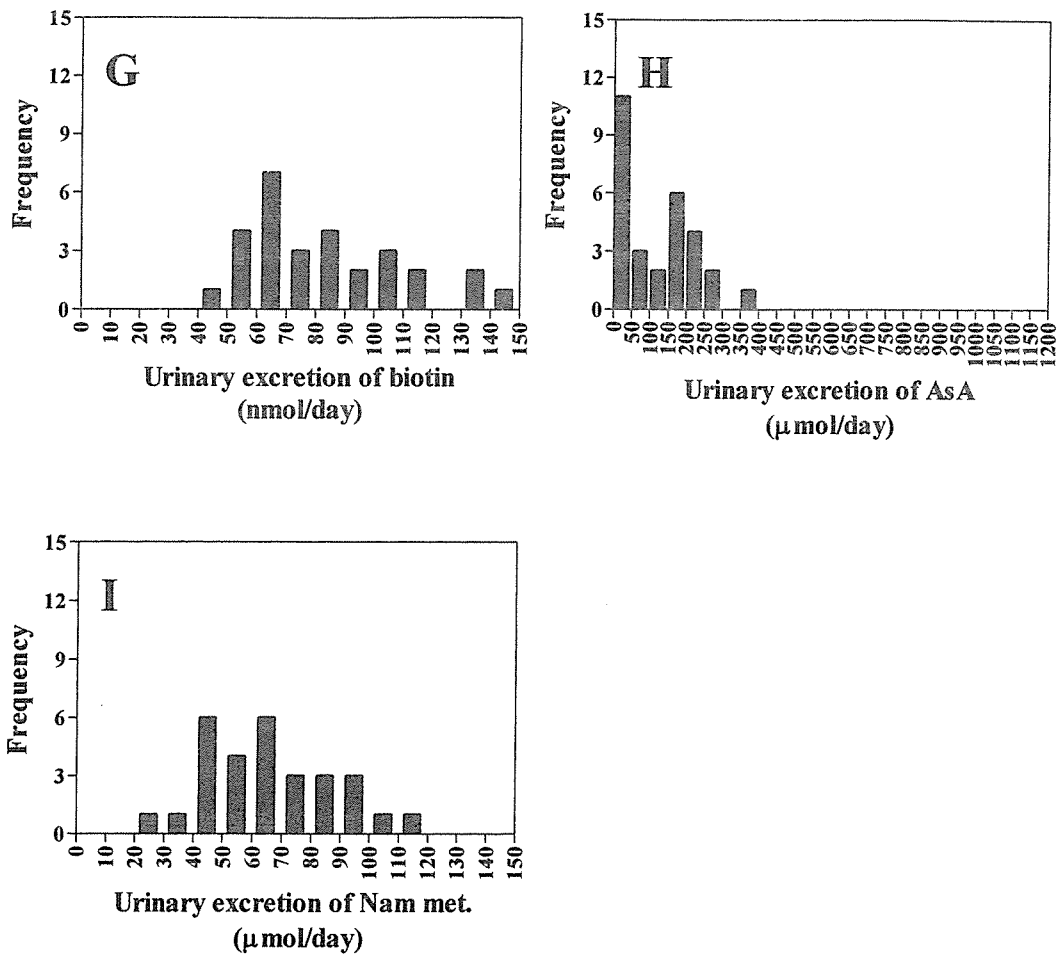 G
Frequency
15
12
9
6
3
0
0 10 20 30 40 50 60 70 80 90 100 110 120 130 140 150
Urinary excretion of biotin
(nmol/day)
H
Frequency
15
12
9
6
3
0
0 50 100 150 200 250 300 350 400 450 500 550 600 650 700 750 800 850 900 950 1000 1050 1100 1150 1200
Urinary excretion of AsA
(μmol/day)
I
Frequency
15
12
9
6
3
0
0 10 20 30 40 50 60 70 80 90 100 110 120 130 140 150
Urinary excretion of Nam met.
(μmol/day)